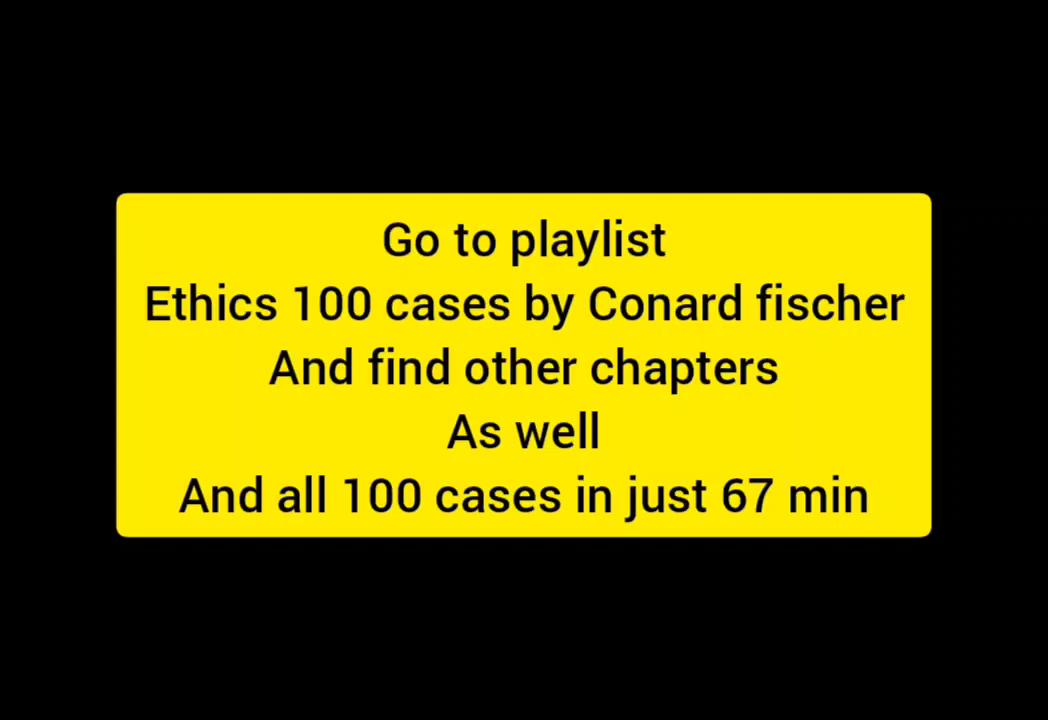 Go to playlist
Ethics 100 cases by Conard fischer
And find other chapters
As well
And all 100 cases in just 67 min